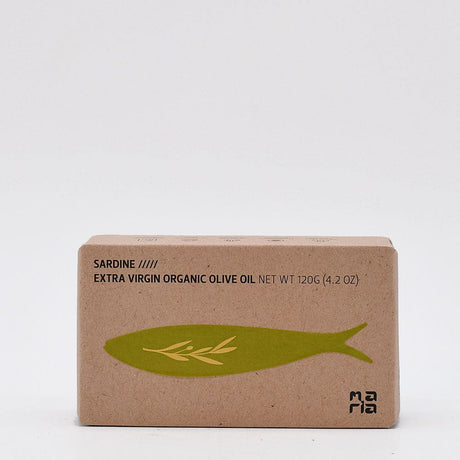 SARDINE /////
EXTRA VIRGIN ORGANIC OLIVE OIL NET WT 120G (4.2 OZ)
ma
ria